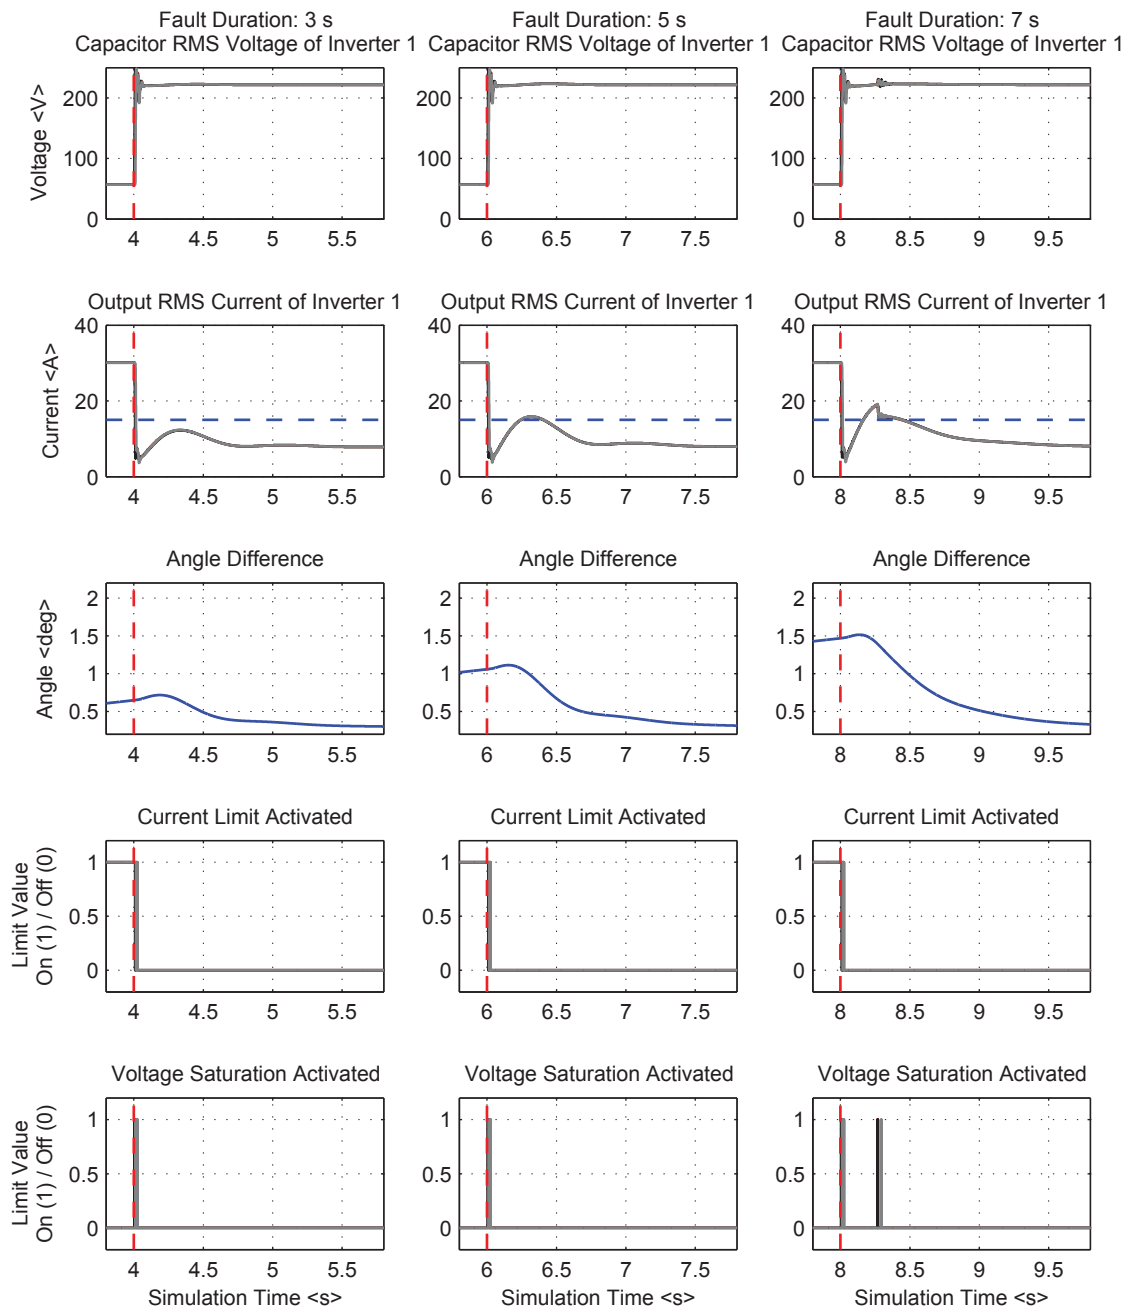 Fault Duration: 3 s
Capacitor RMS Voltage of Inverter 1
Fault Duration: 5 s
Capacitor RMS Voltage of Inverter 1
Fault Duration: 7 s
Capacitor RMS Voltage of Inverter 1
Voltage <V>
200
100
0
4 4.5 5 5.5
200
100
0
6 6.5 7 7.5
200
100
0
8 8.5 9 9.5
Output RMS Current of Inverter 1
Output RMS Current of Inverter 1
Output RMS Current of Inverter 1
Current <A>
40
20
0
4 4.5 5 5.5
40
20
0
6 6.5 7 7.5
40
20
0
8 8.5 9 9.5
Angle Difference
Angle Difference
Angle Difference
Angle <deg>
2
1.5
1
0.5
4 4.5 5 5.5
2
1.5
1
0.5
6 6.5 7 7.5
2
1.5
1
0.5
8 8.5 9 9.5
Current Limit Activated
Current Limit Activated
Current Limit Activated
Limit Value
On (1) / Off (0)
1
0.5
0
4 4.5 5 5.5
1
0.5
0
6 6.5 7 7.5
1
0.5
0
8 8.5 9 9.5
Voltage Saturation Activated
Voltage Saturation Activated
Voltage Saturation Activated
Limit Value
On (1) / Off (0)
1
0.5
0
4 4.5 5 5.5
Simulation Time <s>
1
0.5
0
6 6.5 7 7.5
Simulation Time <s>
1
0.5
0
8 8.5 9 9.5
Simulation Time <s>